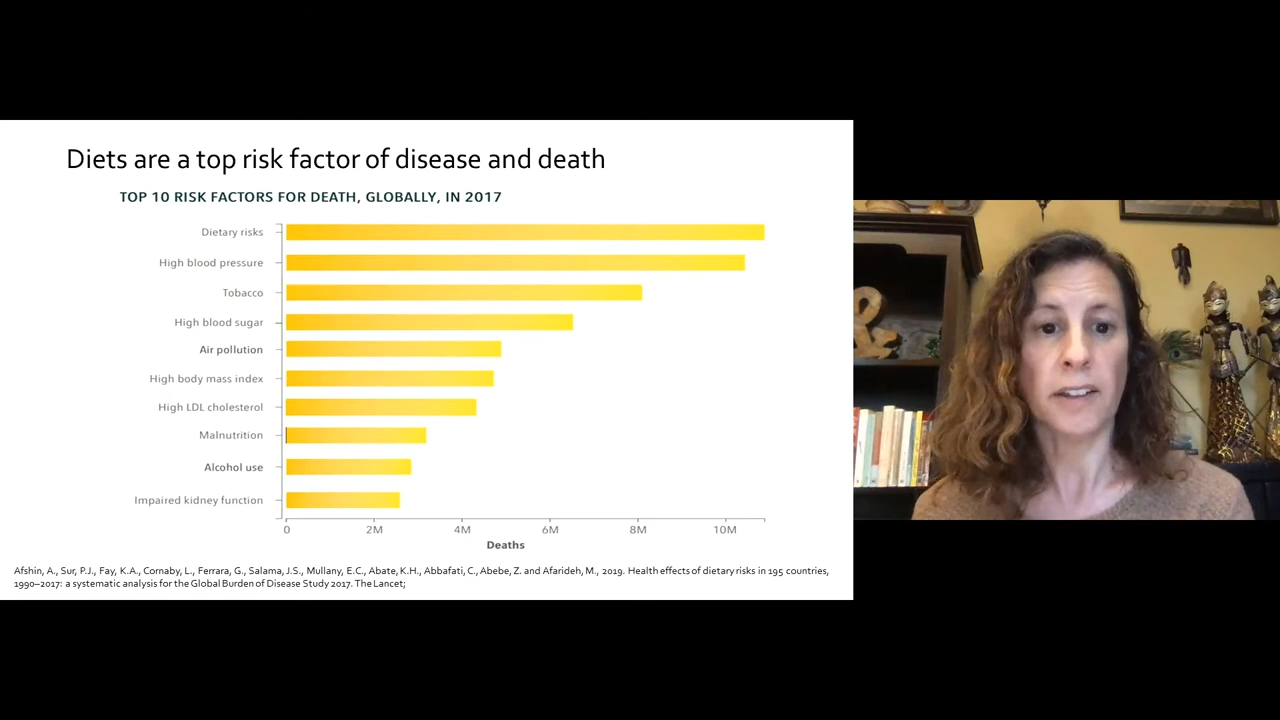 Diets are a top risk factor of disease and death
TOP 10 RISK FACTORS FOR DEATH, GLOBALLY, IN 2017
Dietary risks
High blood pressure
Tobacco
High blood sugar
Air pollution
High body mass index
High LDL cholesterol
Malnutrition
Alcohol use
Impaired kidney function
0 2M 4M 6M 8M 10M
Deaths
Afshin, A., Sur, P.J., Fay, K.A., Cornaby, L., Ferrara, G., Salama, J.S., Mullany, E.C., Abate, K.H., Abbafati, C., Abebe, Z. and Afarideh, M., 2019. Health effects of dietary risks in 195 countries,
1990–2017: a systematic analysis for the Global Burden of Disease Study 2017. The Lancet;